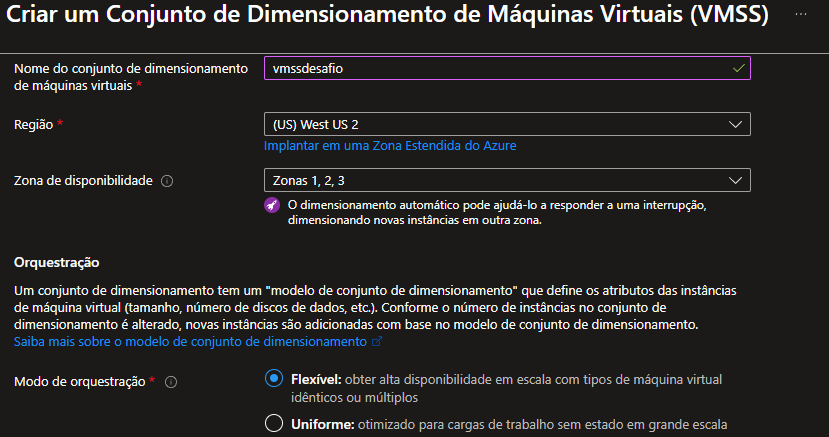 Criar um Conjunto de Dimensionamento de Máquinas Virtuais (VMSS) ...
Nome do conjunto de dimensionamento
de máquinas virtuais *
vmssdesafio
Região *
(US) West US 2
Implantar em uma Zona Estendida do Azure
Zona de disponibilidade
Zonas 1, 2, 3
O dimensionamento automático pode ajudá-lo a responder a uma interrupção,
dimensionando novas instâncias em outra zona.
Orquestração
Um conjunto de dimensionamento tem um "modelo de conjunto de dimensionamento" que define os atributos das instâncias
de máquina virtual (tamanho, número de discos de dados, etc.). Conforme o número de instâncias no conjunto de
dimensionamento é alterado, novas instâncias são adicionadas com base no modelo de conjunto de dimensionamento.
Saiba mais sobre o modelo de conjunto de dimensionamento
Modo de orquestração *
Flexível: obter alta disponibilidade em escala com tipos de máquina virtual
idênticos ou múltiplos
Uniforme: otimizado para cargas de trabalho sem estado em grande escala